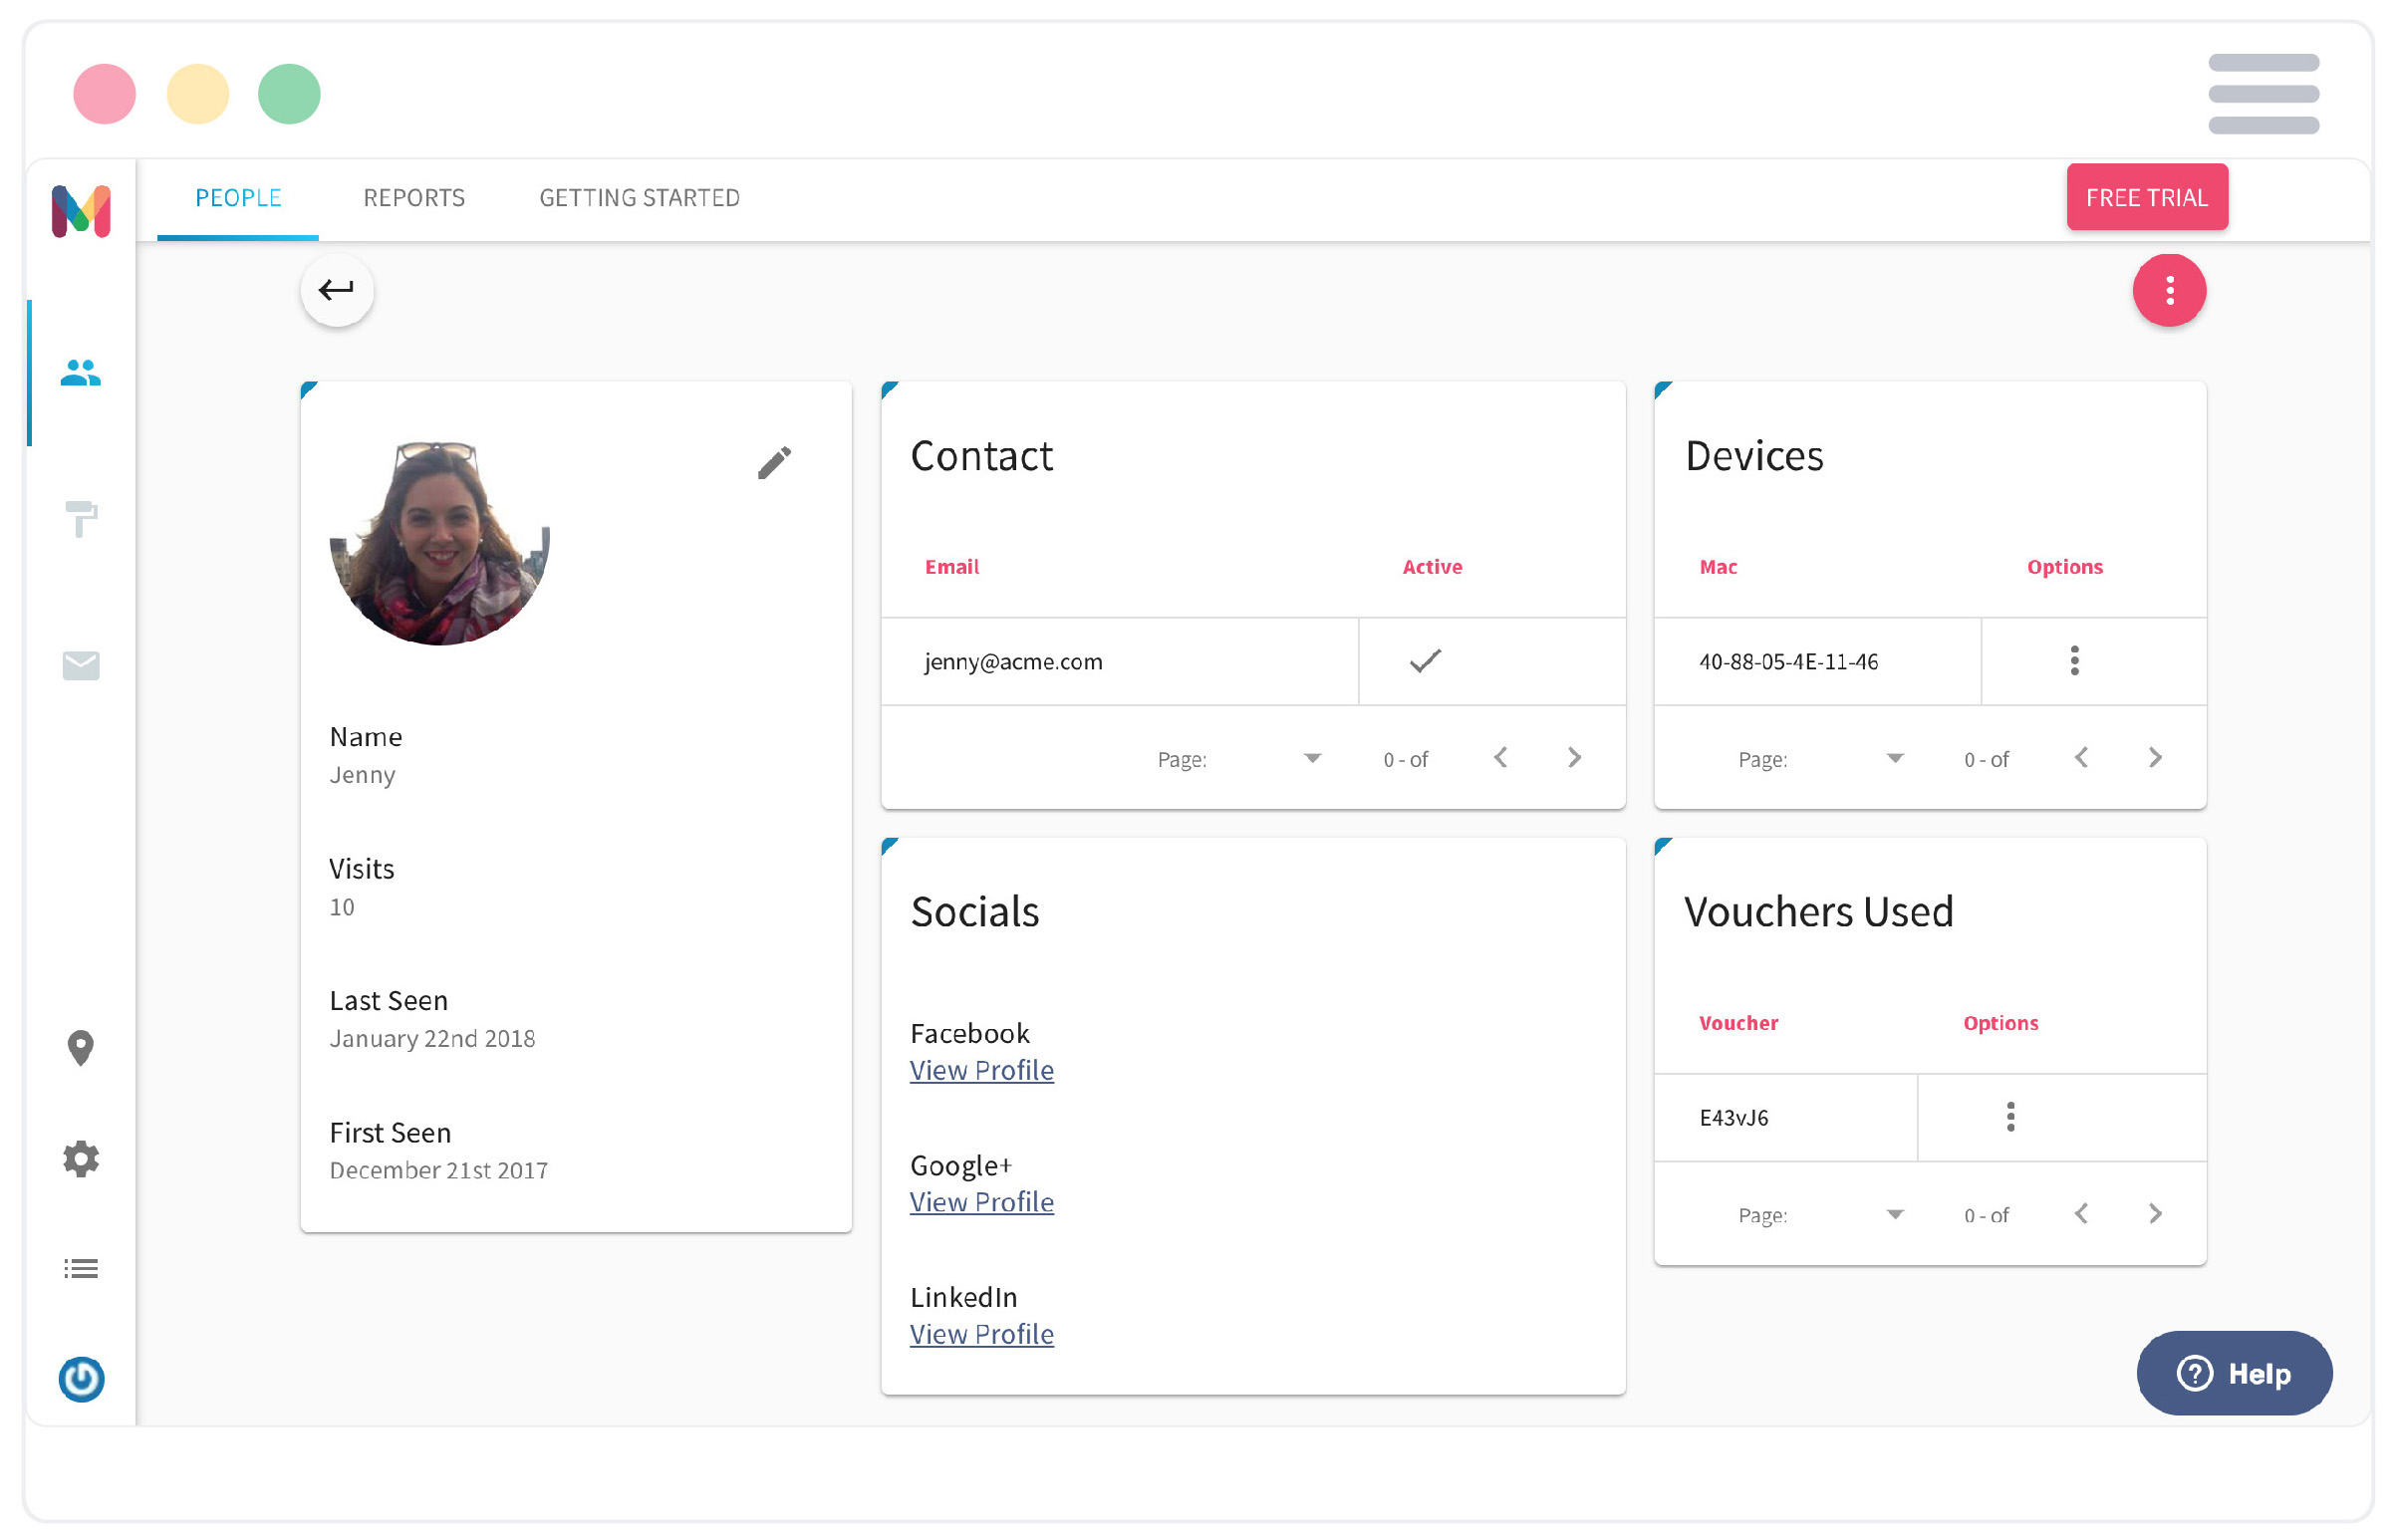 PEOPLE REPORTS GETTING STARTED FREE TRIAL
Name
Jenny
Visits
10
Last Seen
January 22nd 2018
First Seen
December 21st 2017
Contact
Email Active
jenny@acme.com
Page: 0 - of
Socials
Facebook
View Profile
Google+
View Profile
LinkedIn
View Profile
Devices
Mac Options
40-88-05-4E-11-46
Page: 0 - of
Vouchers Used
Voucher Options
E43vJ6
Page: 0 - of
Help